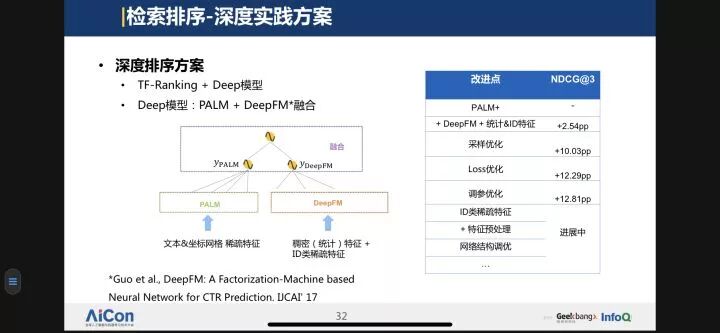 检索排序-深度实践方案
• 深度排序方案
• TF-Ranking + Deep模型
• Deep模型：PALM + DeepFM*融合
融合
yPALM
yDeepFM
PALM
DeepFM
文本&坐标网格 稀疏特征
稠密（统计）特征 +
ID类稀疏特征
改进点 NDCG@3
PALM+ -
+ DeepFM + 统计&ID特征 +2.54pp
采样优化 +10.03pp
Loss优化 +12.29pp
调参优化 +12.81pp
ID类稀疏特征
+ 特征预处理
网络结构调优
…
进展中
*Guo et al., DeepFM: A Factorization-Machine based
Neural Network for CTR Prediction. IJCAI' 17
AiCon
32
Geekbang>.
InfoQ